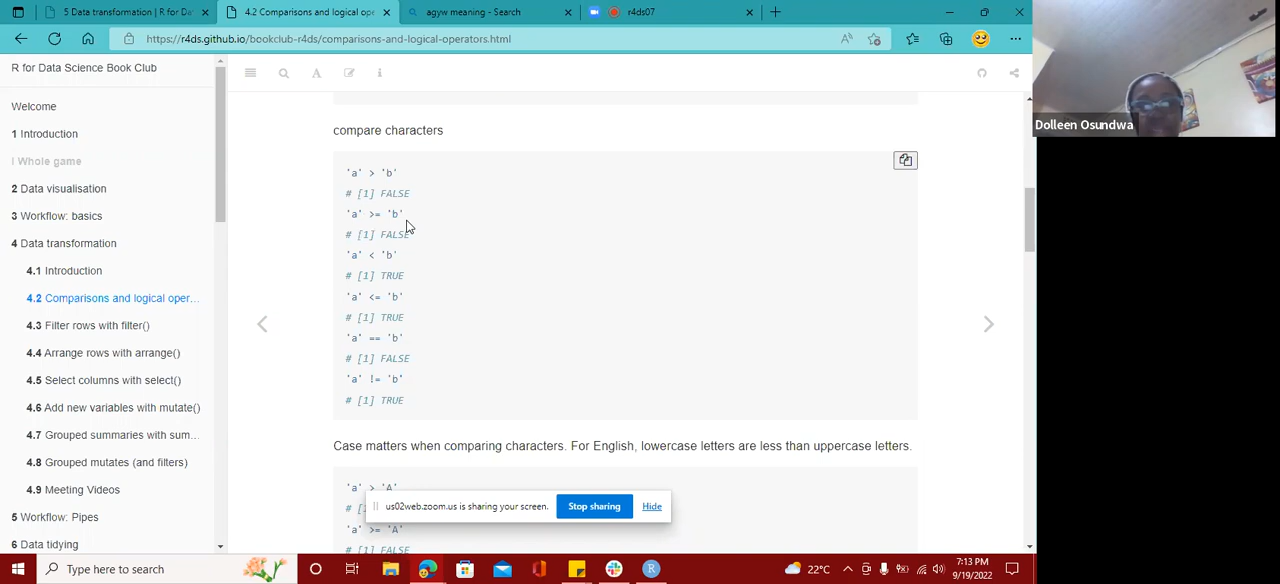 5 Data transformation | R for Dat
4.2 Comparisons and logical ope
agyw meaning - Search
r4ds07
https://r4ds.github.io/bookclub-r4ds/comparisons-and-logical-operators.html
R for Data Science Book Club
Welcome
1 Introduction
I Whole game
2 Data visualisation
3 Workflow: basics
4 Data transformation
4.1 Introduction
4.2 Comparisons and logical oper...
4.3 Filter rows with filter()
4.4 Arrange rows with arrange()
4.5 Select columns with select()
4.6 Add new variables with mutate()
4.7 Grouped summaries with sum...
4.8 Grouped mutates (and filters)
4.9 Meeting Videos
5 Workflow: Pipes
6 Data tidying
compare characters
'a' > 'b'
# [1] FALSE
'a' >= 'b'
# [1] FALSE
'a' < 'b'
# [1] TRUE
'a' <= 'b'
# [1] TRUE
'a' == 'b'
# [1] FALSE
'a' != 'b'
# [1] TRUE
Case matters when comparing characters. For English, lowercase letters are less than uppercase letters.
'a' > 'A'
# [
'a' >= 'A'
# [1] FALSE
us02web.zoom.us is sharing your screen.
Stop sharing
Hide
Dolleen Osundwa
Type here to search
22°C
7:13 PM
9/19/2022